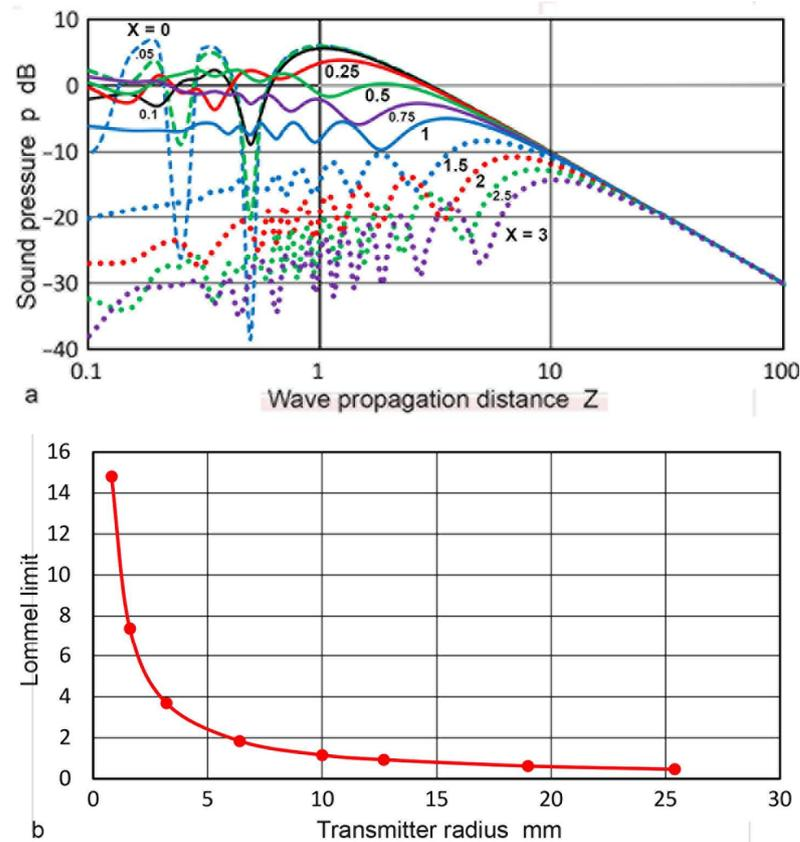 10
0
−10
−20
−30
−40
Sound pressure p dB
X = 0
.05
0.1
0.25
0.5
0.75
1
1.5
2
2.5
X = 3
0.1 1 10 100
a
Wave propagation distance Z
16
14
12
10
8
6
4
2
0
Lommel limit
0 5 10 15 20 25 30
b
Transmitter radius mm